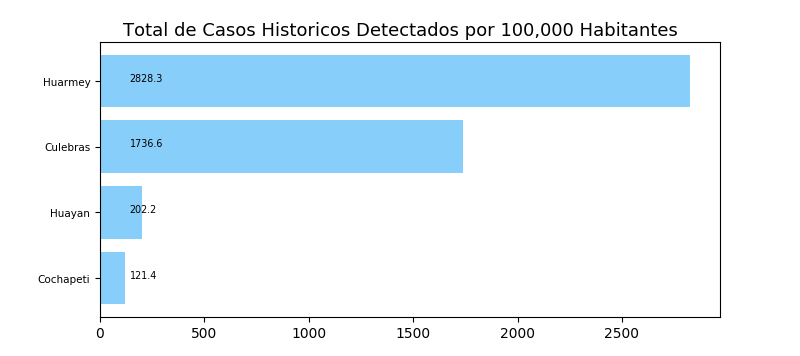 Total de Casos Historicos Detectados por 100,000 Habitantes
Huarmey 2828.3
Culebras 1736.6
Huayan 202.2
Cochapeti 121.4
0 500 1000 1500 2000 2500